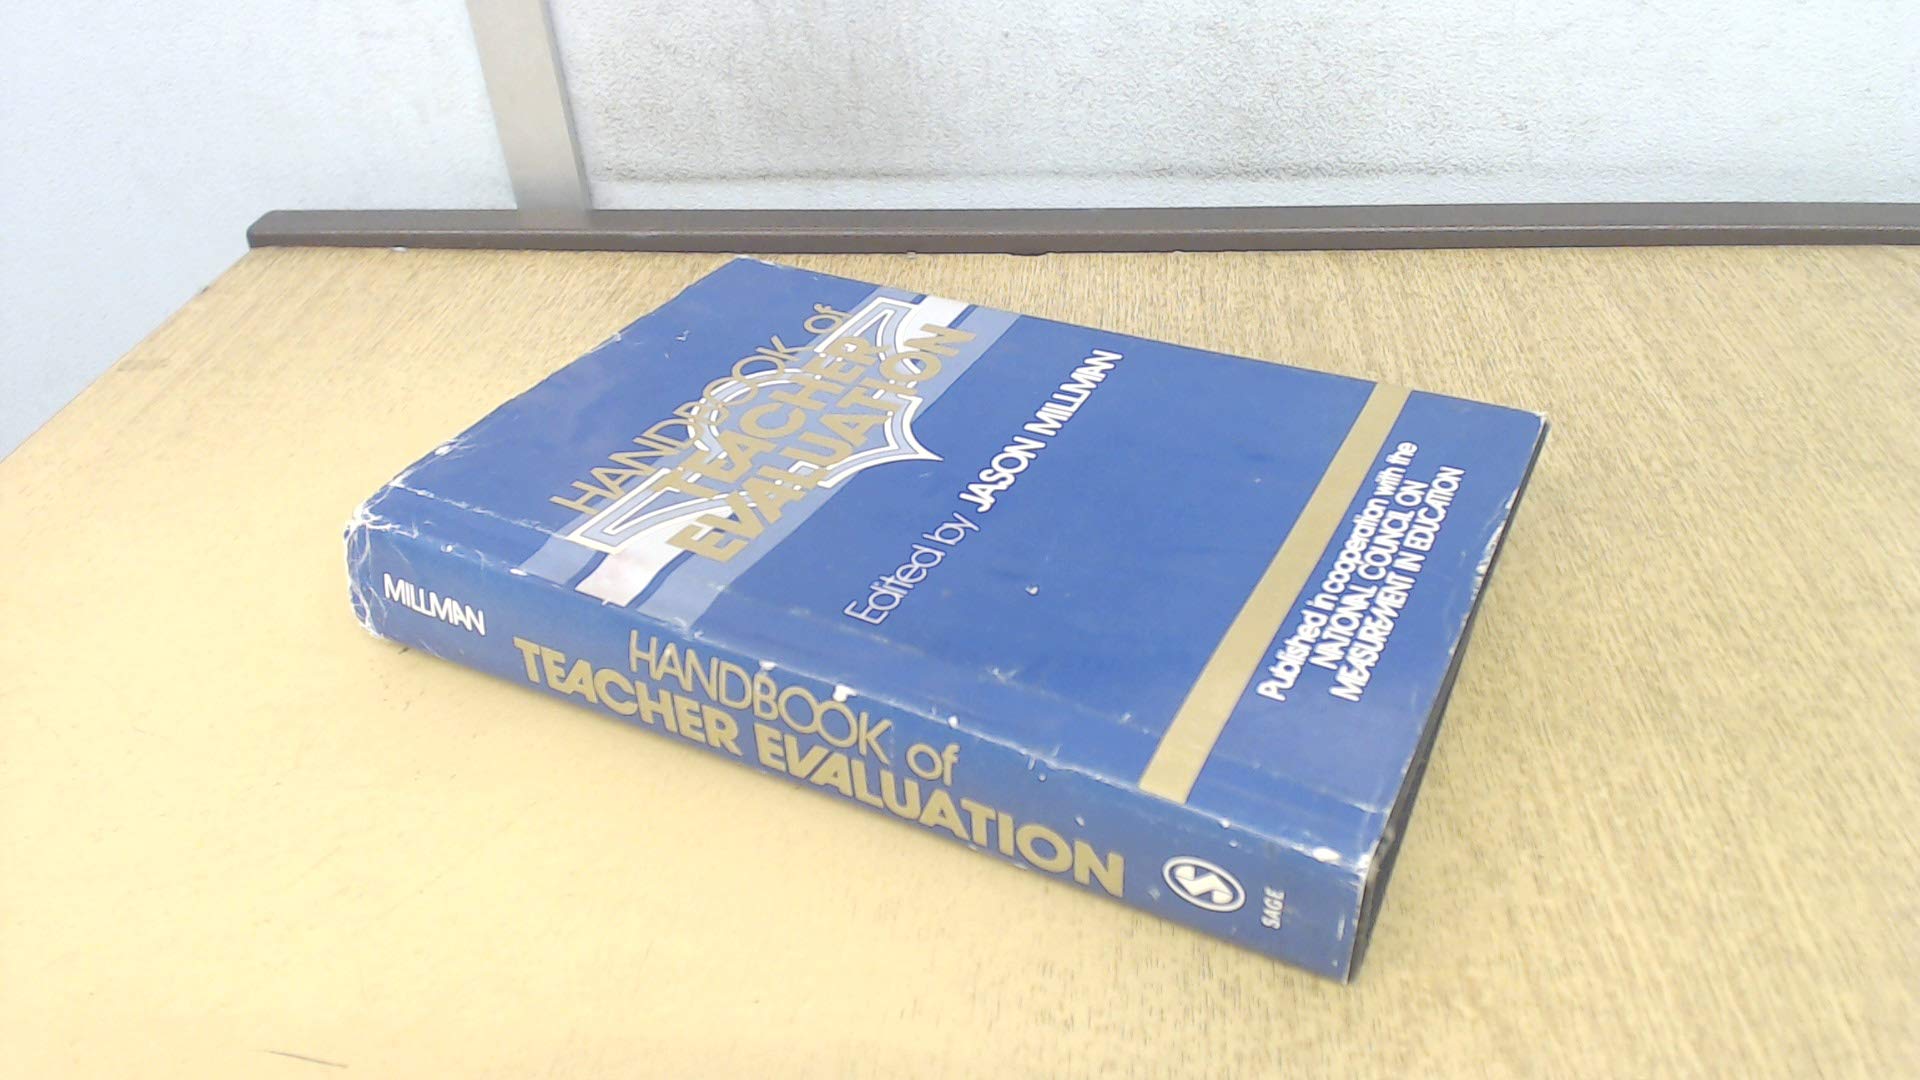 HANDBOOK of
TEACHER
EVALUATION
Edited by JASON MILLMAN
Published in cooperation with the
NATIONAL COUNCIL ON
MEASUREMENT IN EDUCATION
MILLMAN
HANDBOOK of
TEACHER EVALUATION
S
SAGE